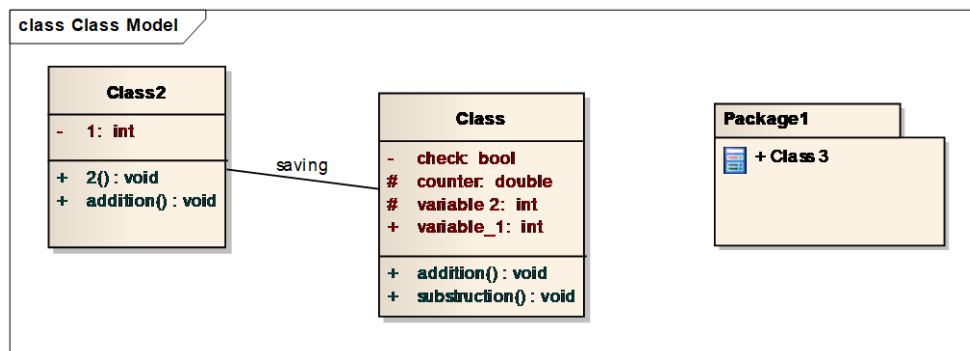 class Class Model
Class2
- 1: int
+ 2() : void
+ addition() : void
saving
Class
- check: bool
# counter: double
# variable 2: int
+ variable_1: int
+ addition() : void
+ substruction() : void
Package1
+ Class 3